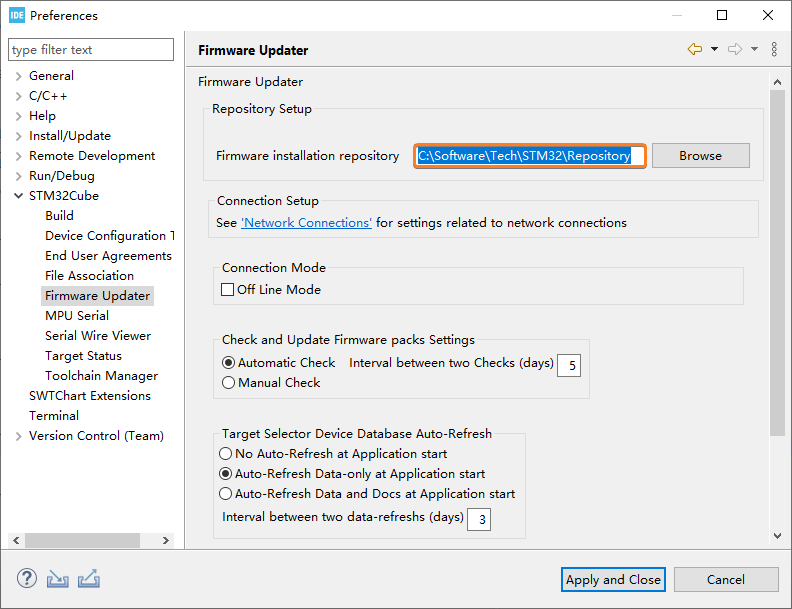 IDE Preferences
type filter text
General
C/C++
Help
Install/Update
Remote Development
Run/Debug
STM32Cube
Build
Device Configuration T
End User Agreements
File Association
Firmware Updater
MPU Serial
Serial Wire Viewer
Target Status
Toolchain Manager
SWTChart Extensions
Terminal
Version Control (Team)
Firmware Updater
Firmware Updater
Repository Setup
Firmware installation repository C:\Software\Tech\STM32\Repository Browse
Connection Setup
See 'Network Connections' for settings related to network connections
Connection Mode
Off Line Mode
Check and Update Firmware packs Settings
Automatic Check Interval between two Checks (days) 5
Manual Check
Target Selector Device Database Auto-Refresh
No Auto-Refresh at Application start
Auto-Refresh Data-only at Application start
Auto-Refresh Data and Docs at Application start
Interval between two data-refreshs (days) 3
? Apply and Close Cancel